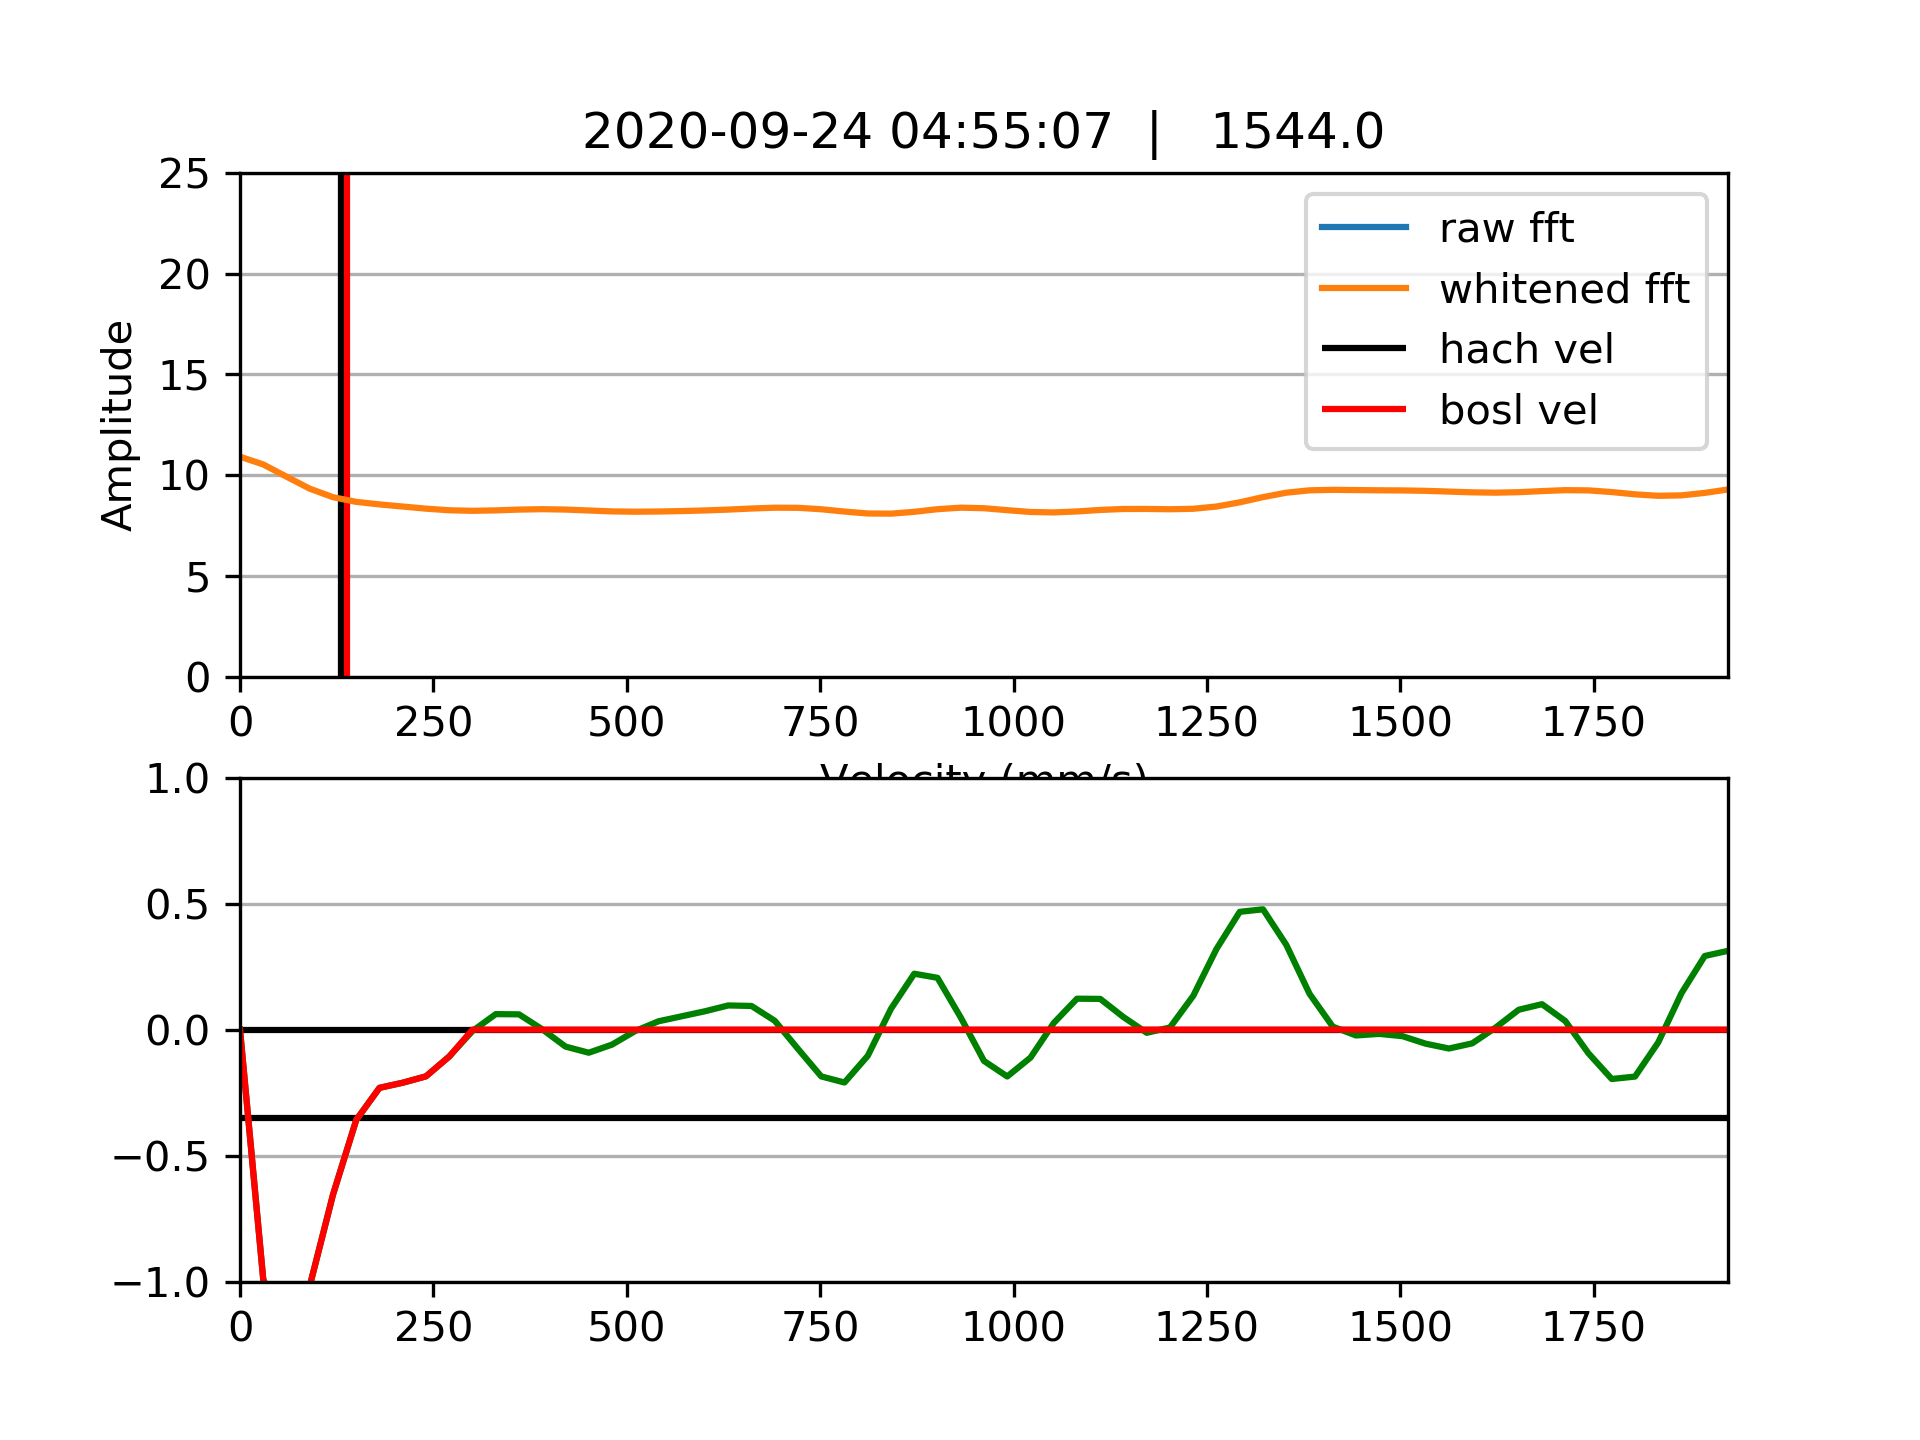 2020-09-24 04:55:07 | 1544.0
25
20
15
10
5
0
Amplitude
raw fft
whitened fft
hach vel
bosl vel
0 250 500 750 1000 1250 1500 1750
Velocity (mm/s)
1.0
0.5
0.0
−0.5
−1.0
0 250 500 750 1000 1250 1500 1750